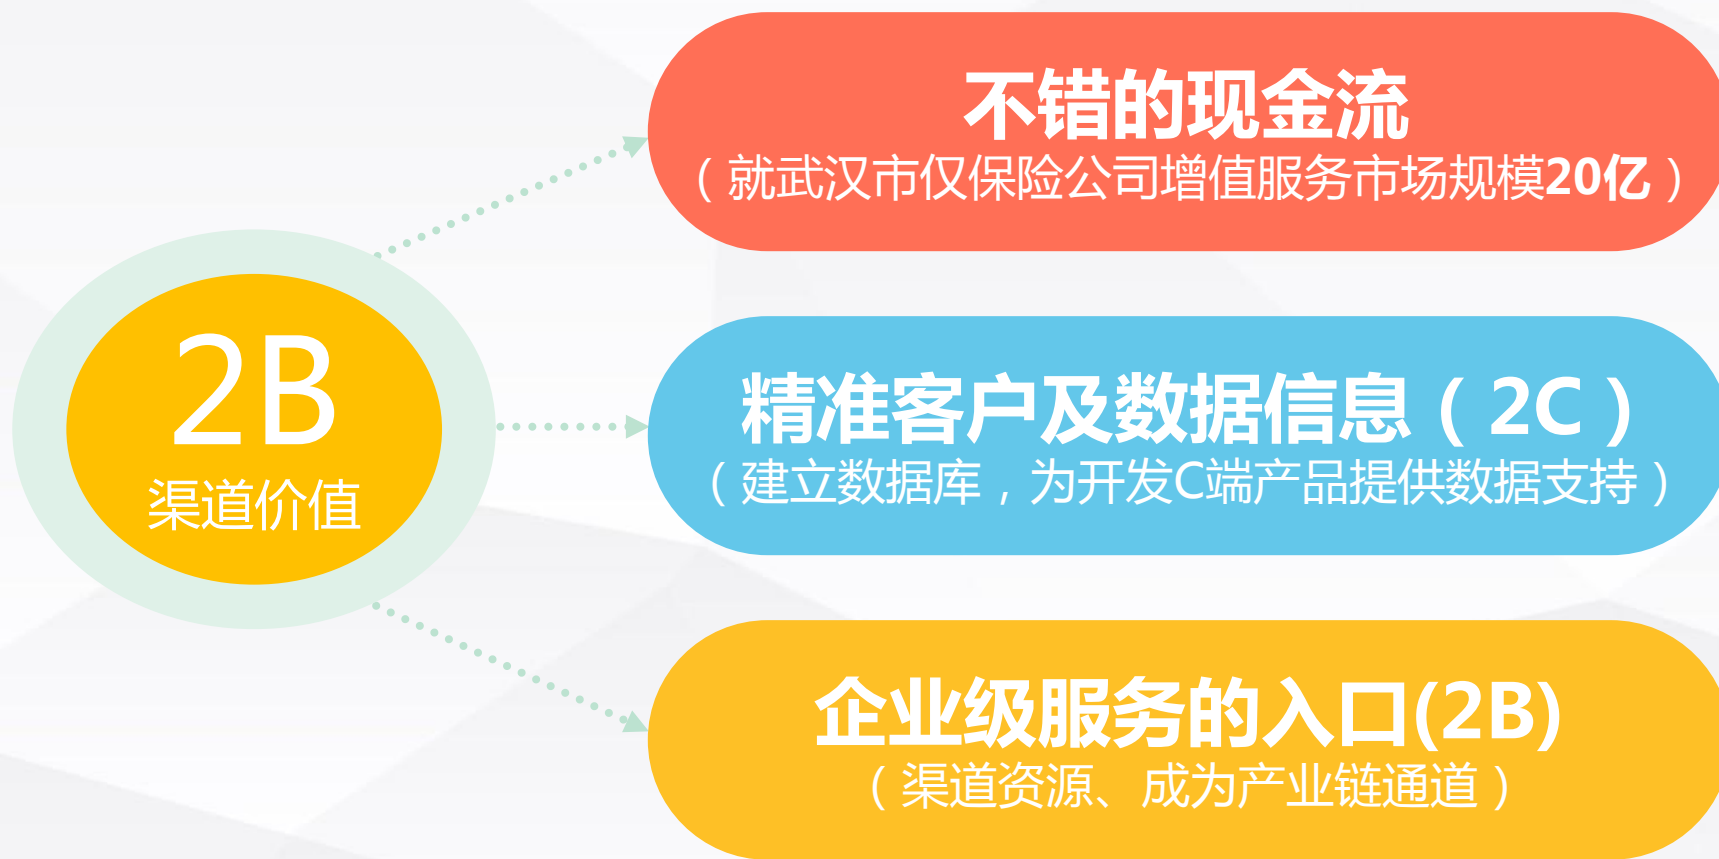 2B
渠道价值
不错的现金流
（就武汉市仅保险公司增值服务市场规模20亿）
精准客户及数据信息（2C）
（建立数据库，为开发C端产品提供数据支持）
企业级服务的入口(2B)
（渠道资源、成为产业链通道）